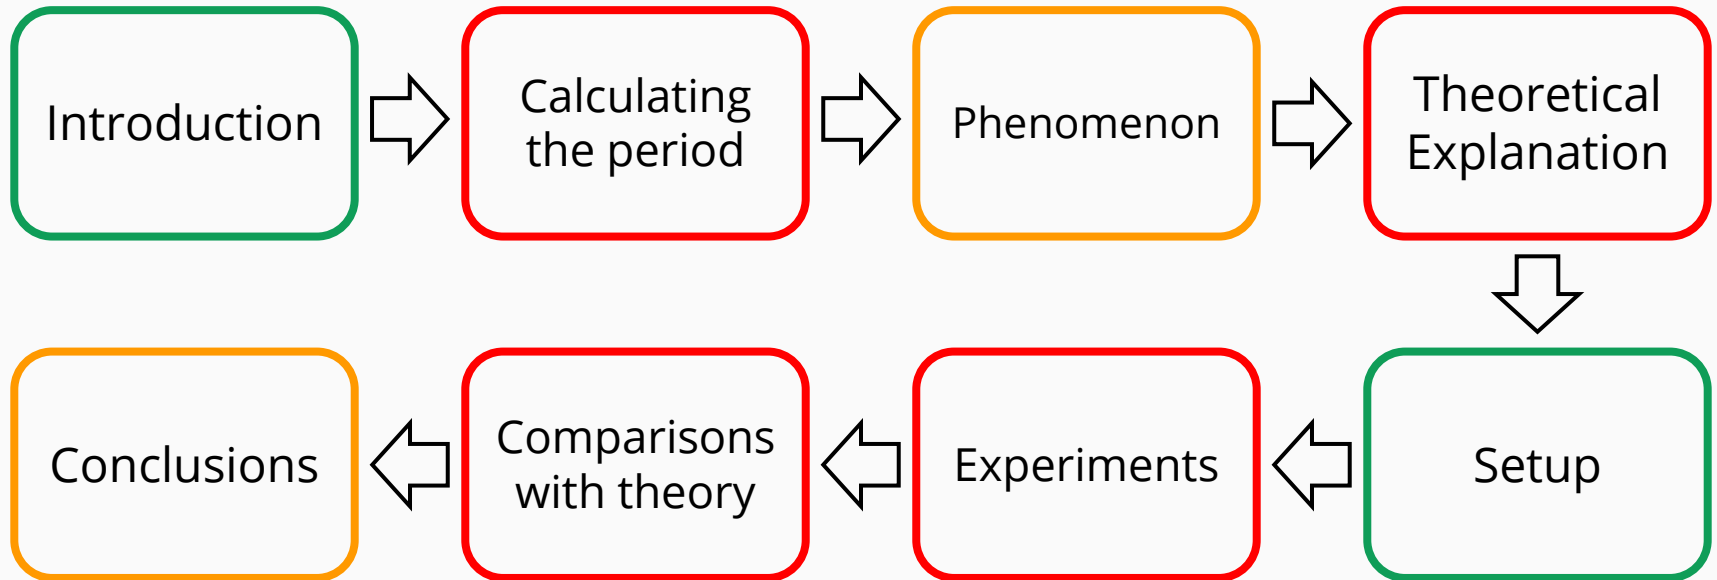 Introduction
Calculating
the period
Phenomenon
Theoretical
Explanation
Setup
Experiments
Comparisons
with theory
Conclusions